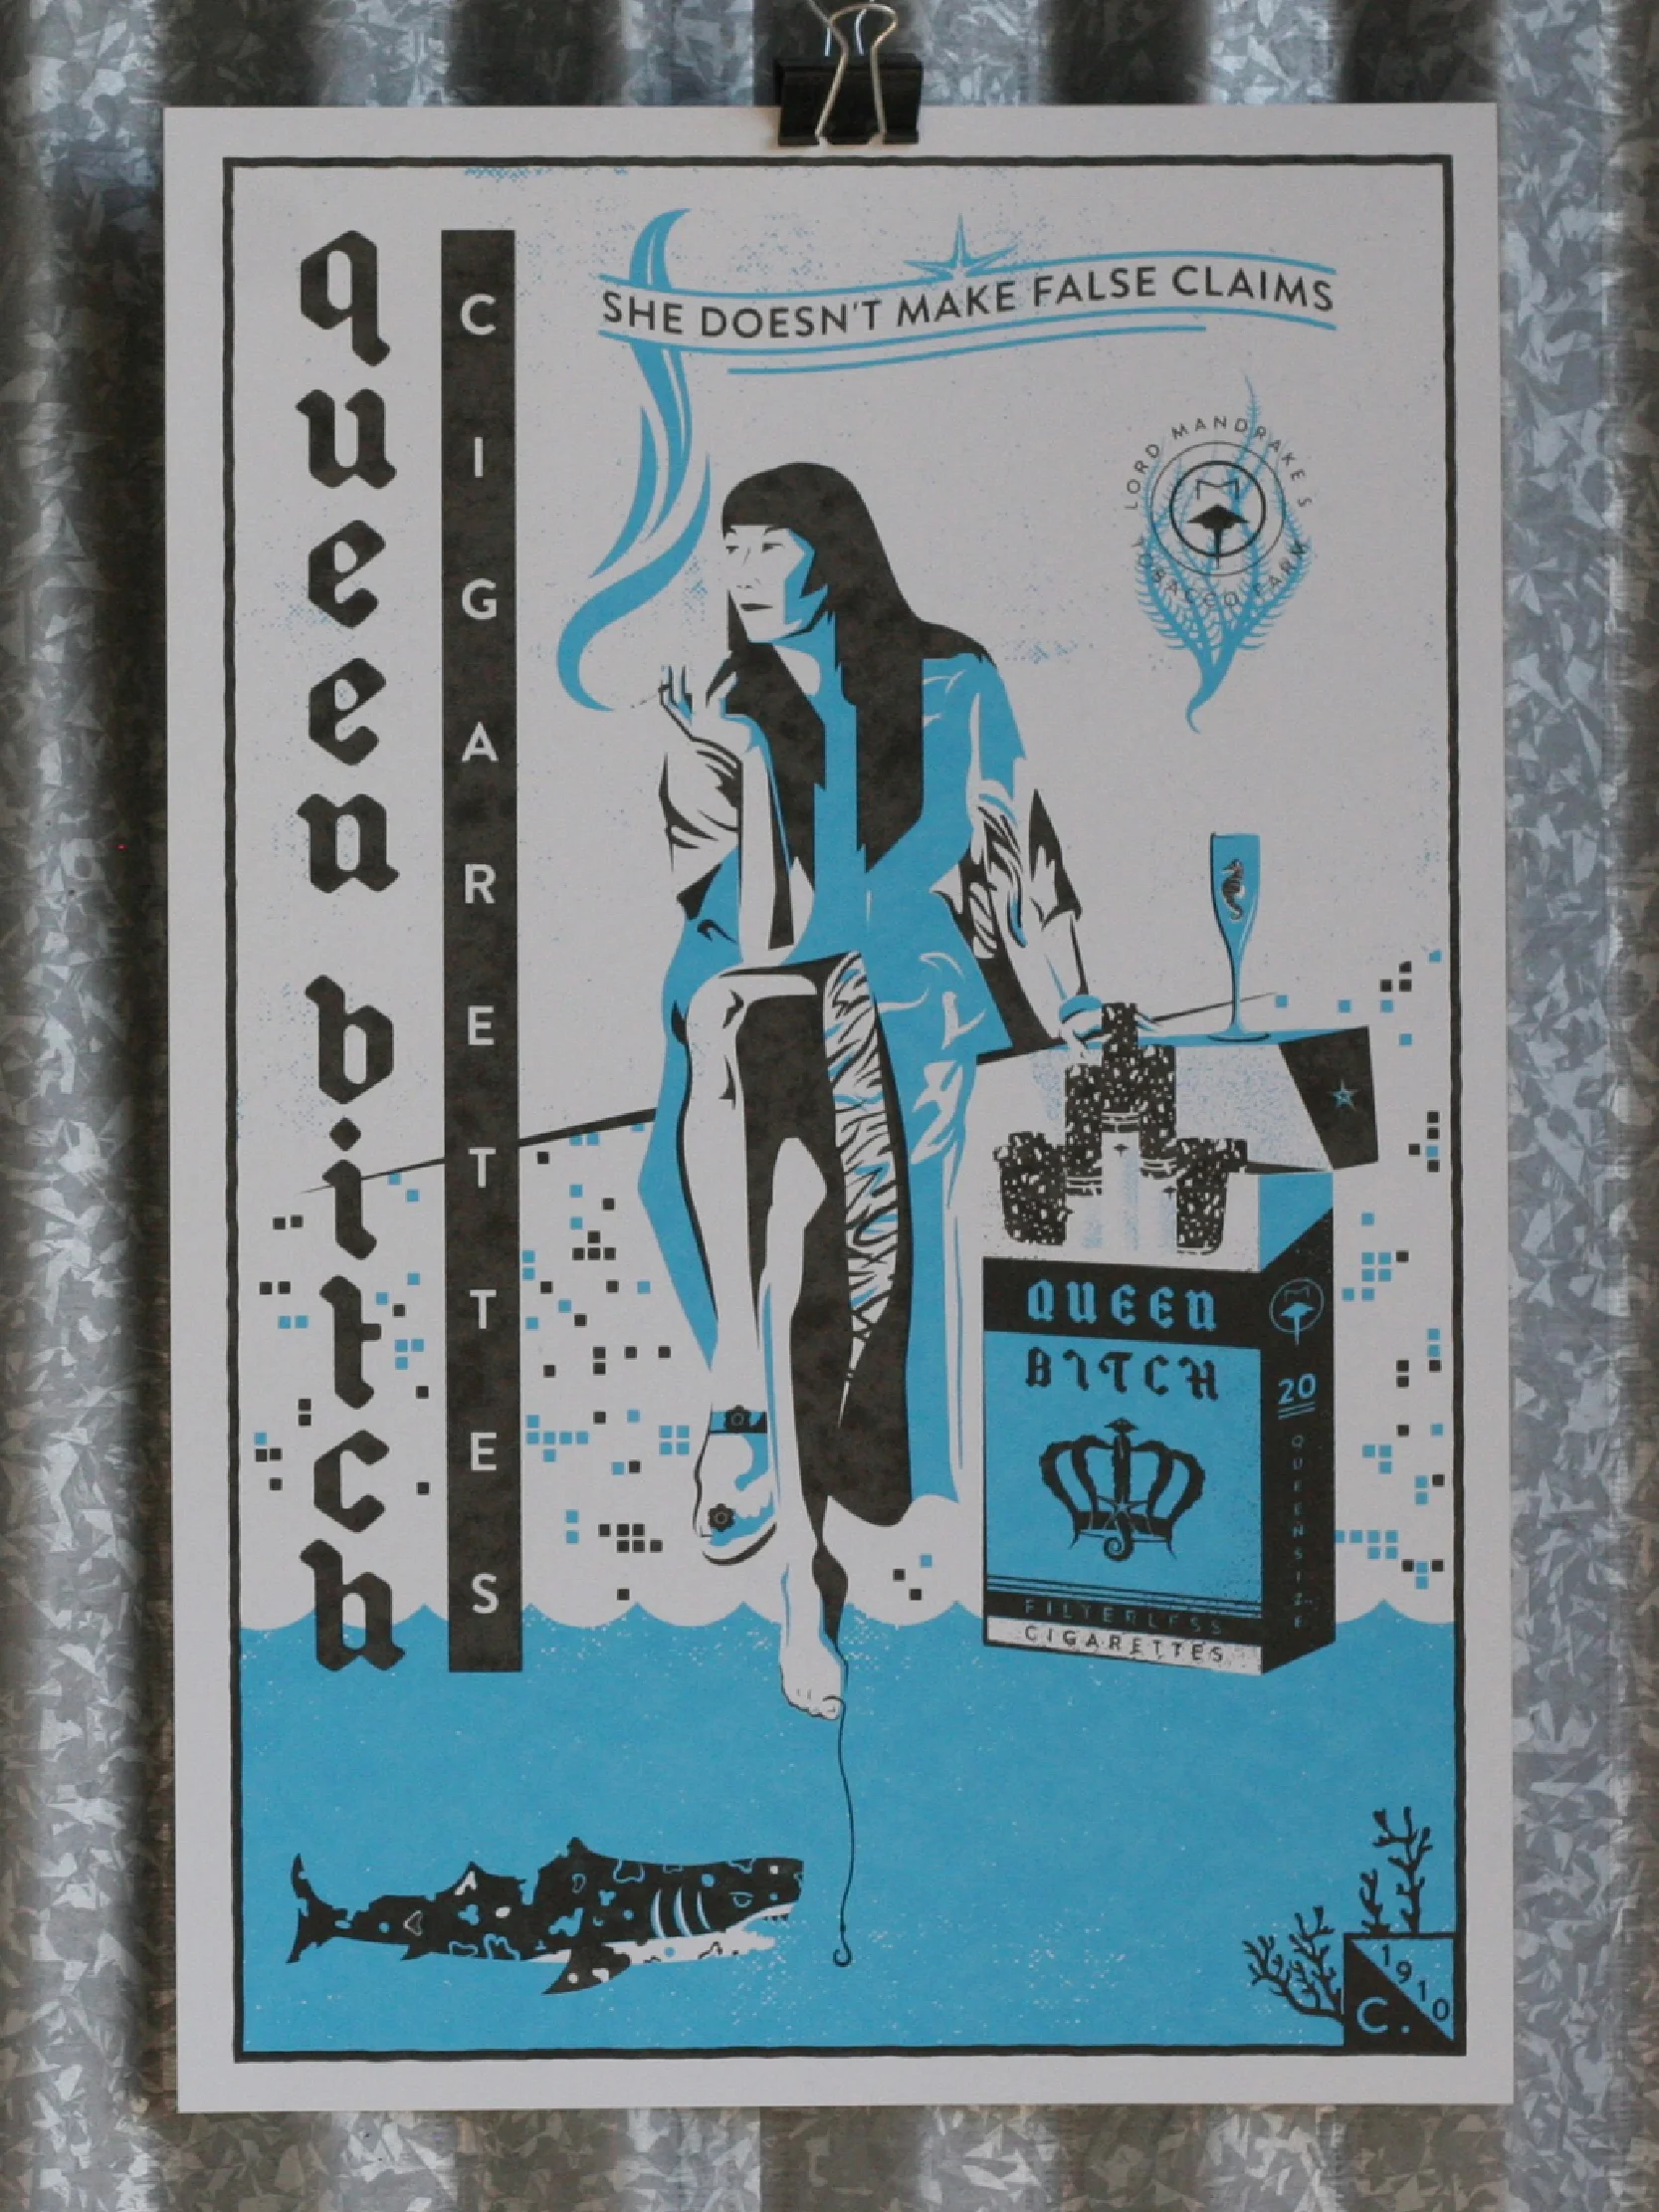 queen bitch
CIGARETTES
SHE DOESN'T MAKE FALSE CLAIMS
LORD MANDRAKE'S
TOBACCO FARM
QUEEN
BITCH
FILTERLESS
CIGARETTES
20
QUEENSIZE
C. 1910